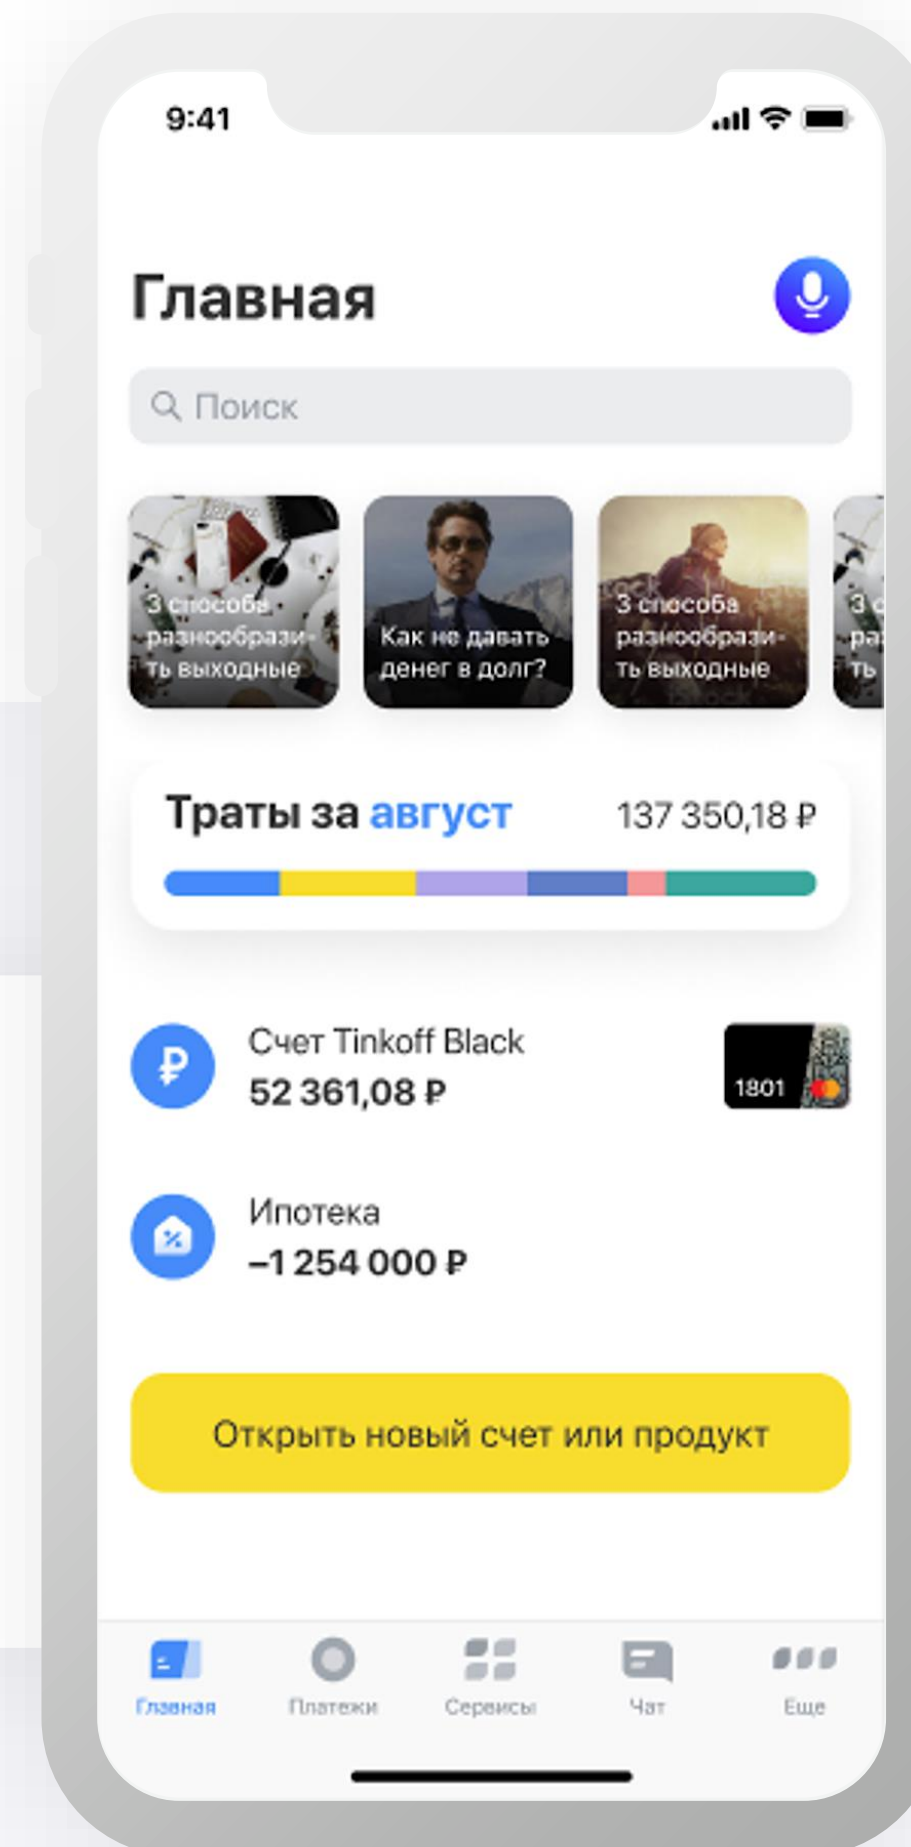 9:41
Главная
Поиск
3 способа
разнообрази-
ть выходные
Как не давать
денег в долг?
3 способа
разнообрази-
ть выходные
ть
Траты за август
137 350,18 ₽
Счет Tinkoff Black
52 361,08 ₽
1801
Ипотека
–1 254 000 ₽
Открыть новый счет или продукт
Главная
Платежи
Сервисы
Чат
Еще